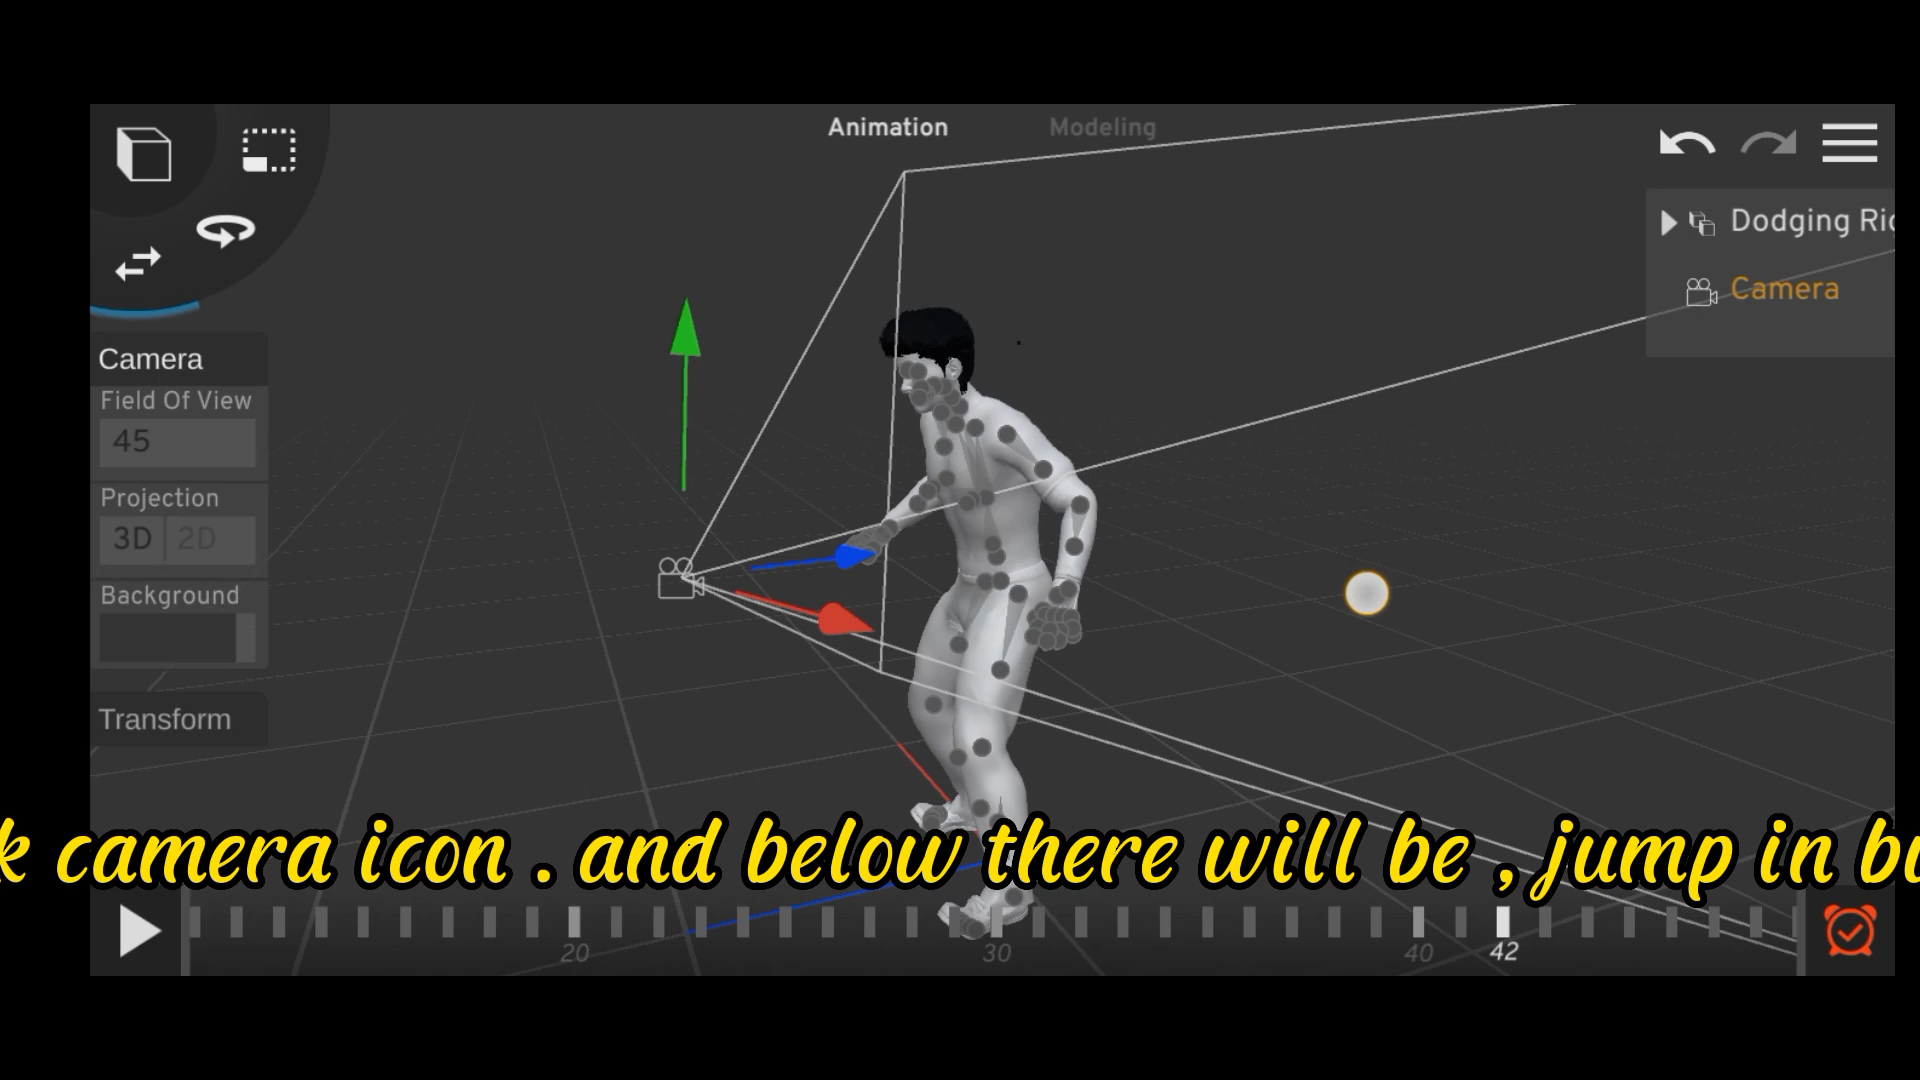 Animation Modeling
Dodging Ri
Camera
Camera
Field Of View
45
Projection
3D 2D
Background
Transform
k camera icon . and below there will be , jump in bu
20 30 40 42